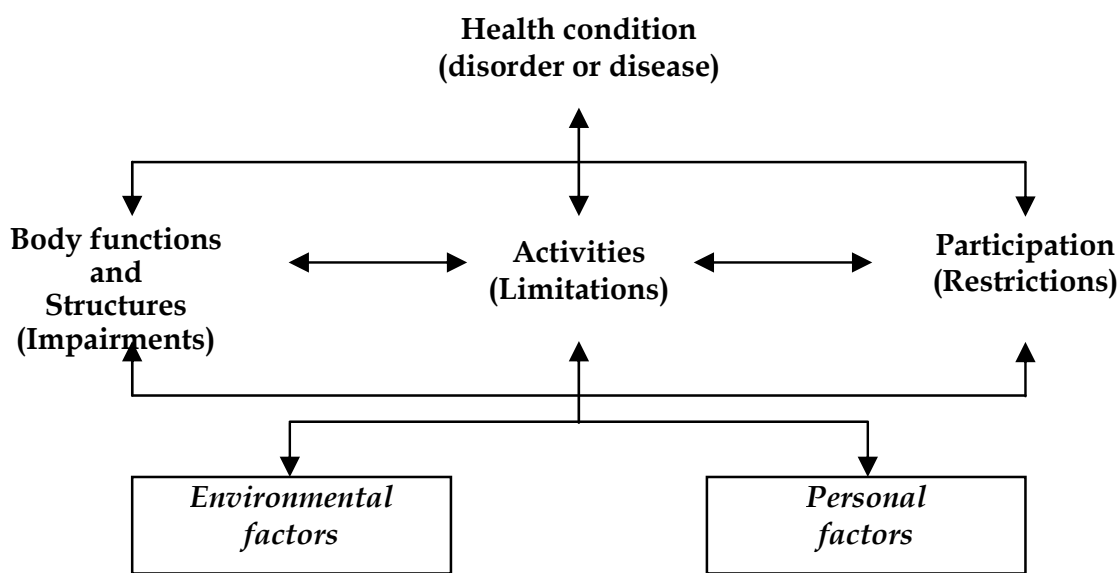 Health condition
(disorder or disease)
Body functions
and
Structures
(Impairments)
Activities
(Limitations)
Participation
(Restrictions)
Environmental
factors
Personal
factors